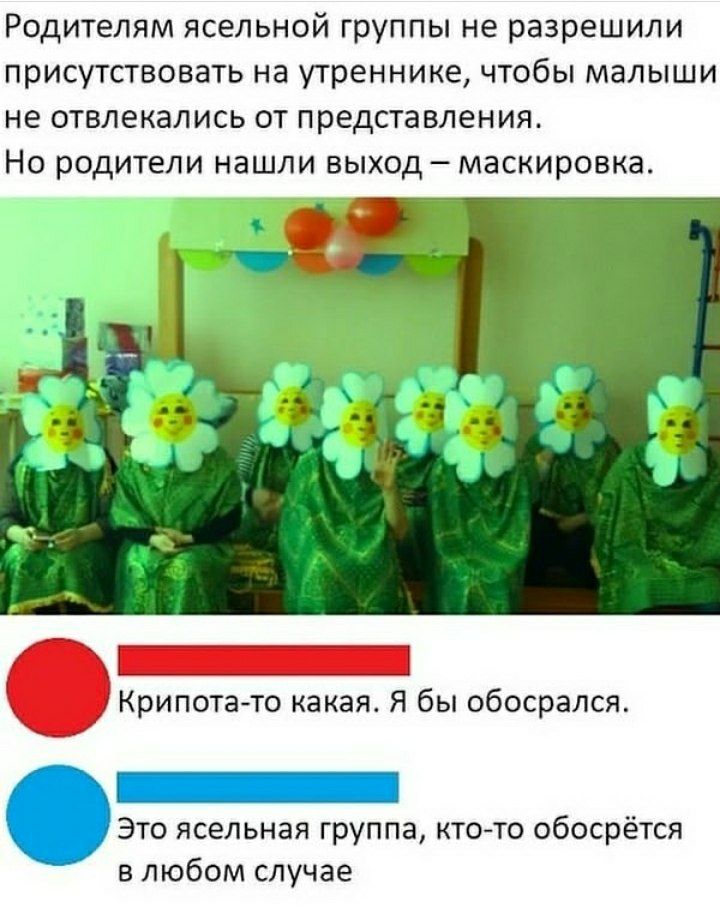 Родителям ясельной группы не разрешили
присутствовать на утреннике, чтобы малыши
не отвлекались от представления.
Но родители нашли выход – маскировка.
Крипота-то какая. Я бы обосрался.
Это ясельная группа, кто-то обосрётся
в любом случае